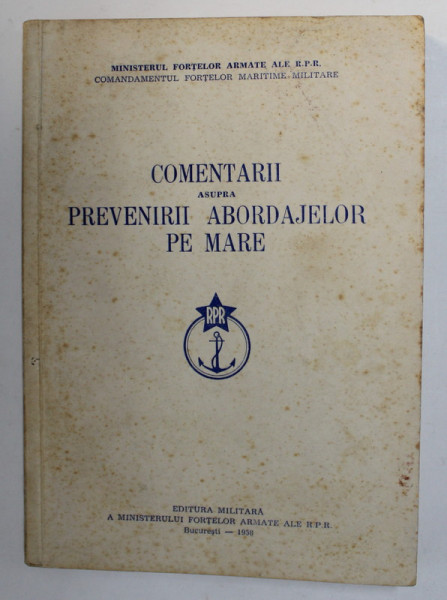 MINISTERUL FORȚELOR ARMATE ALE R.P.R.
COMANDAMENTUL FORȚELOR MARITIME MILITARE
COMENTARII
ASUPRA
PREVENIRII ABORDAJELOR
PE MARE
RPR
EDITURA MILITARĂ
A MINISTERULUI FORȚELOR ARMATE ALE R.P.R.
București —